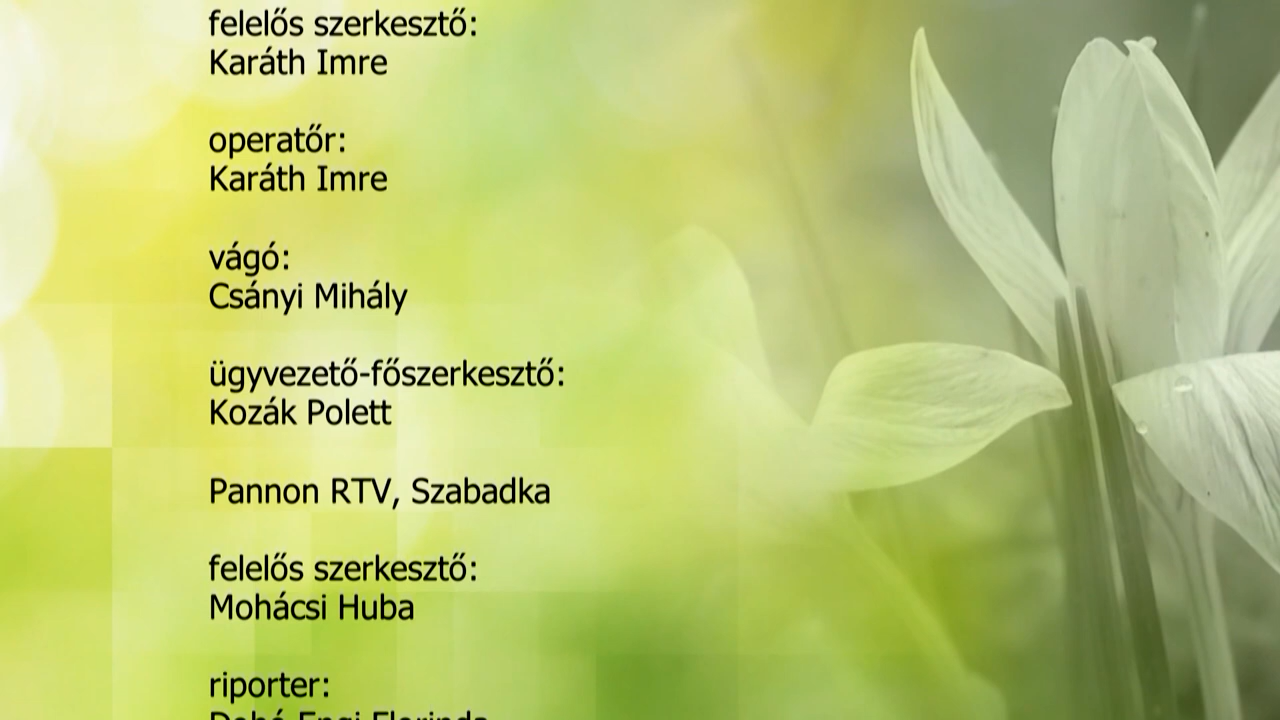 felelős szerkesztő:
Karáth Imre
operatőr:
Karáth Imre
vágó:
Csányi Mihály
ügyvezető-főszerkesztő:
Kozák Polett
Pannon RTV, Szabadka
felelős szerkesztő:
Mohácsi Huba
riporter: